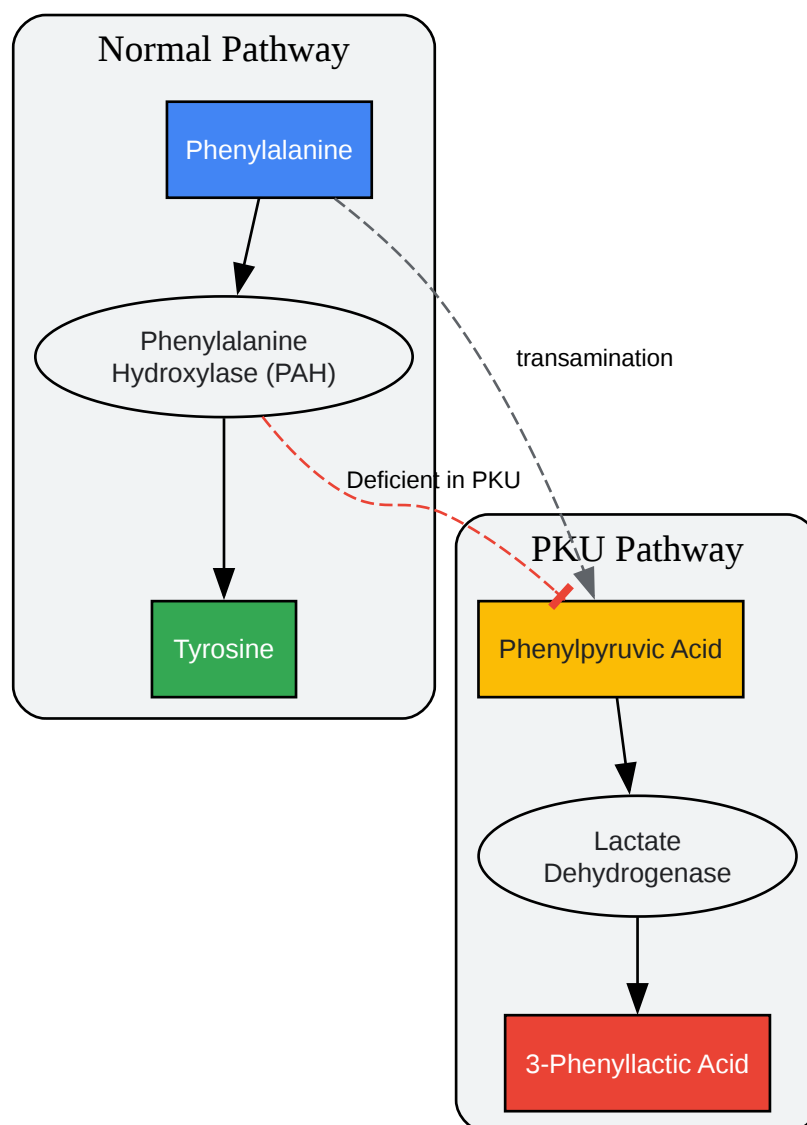 Normal Pathway
Phenylalanine
Phenylalanine
Hydroxylase (PAH)
transamination
Deficient in PKU
PKU Pathway
Tyrosine
Phenylpyruvic Acid
Lactate
Dehydrogenase
3-Phenyllactic Acid